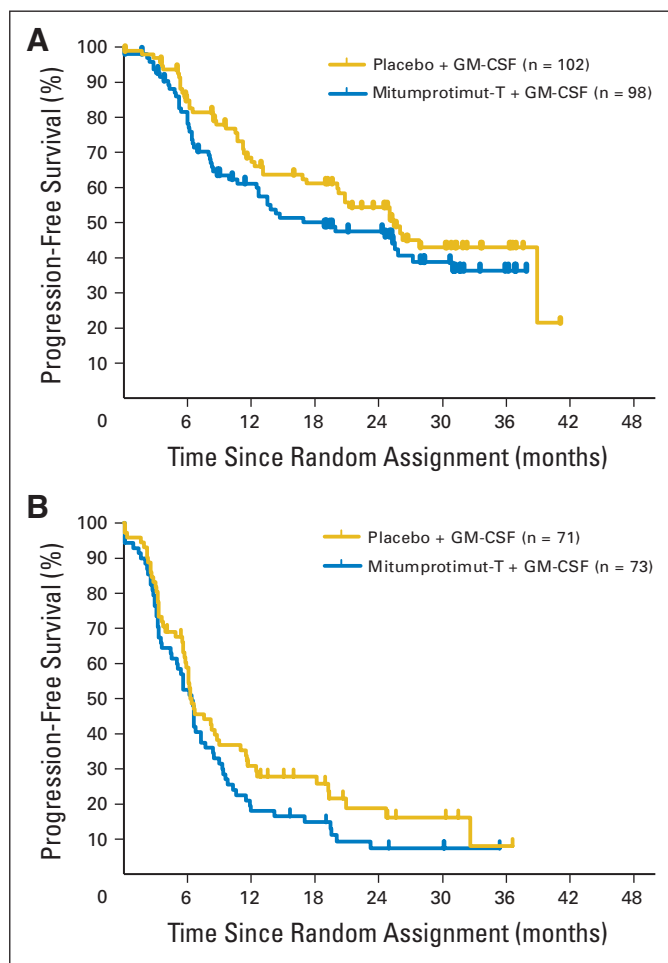 A
Progression-Free Survival (%)
100
90
80
70
60
50
40
30
20
10
0
Placebo + GM-CSF (n = 102)
Mitumprotimut-T + GM-CSF (n = 98)
6 12 18 24 30 36 42 48
Time Since Random Assignment (months)
B
Progression-Free Survival (%)
100
90
80
70
60
50
40
30
20
10
0
Placebo + GM-CSF (n = 71)
Mitumprotimut-T + GM-CSF (n = 73)
6 12 18 24 30 36 42 48
Time Since Random Assignment (months)